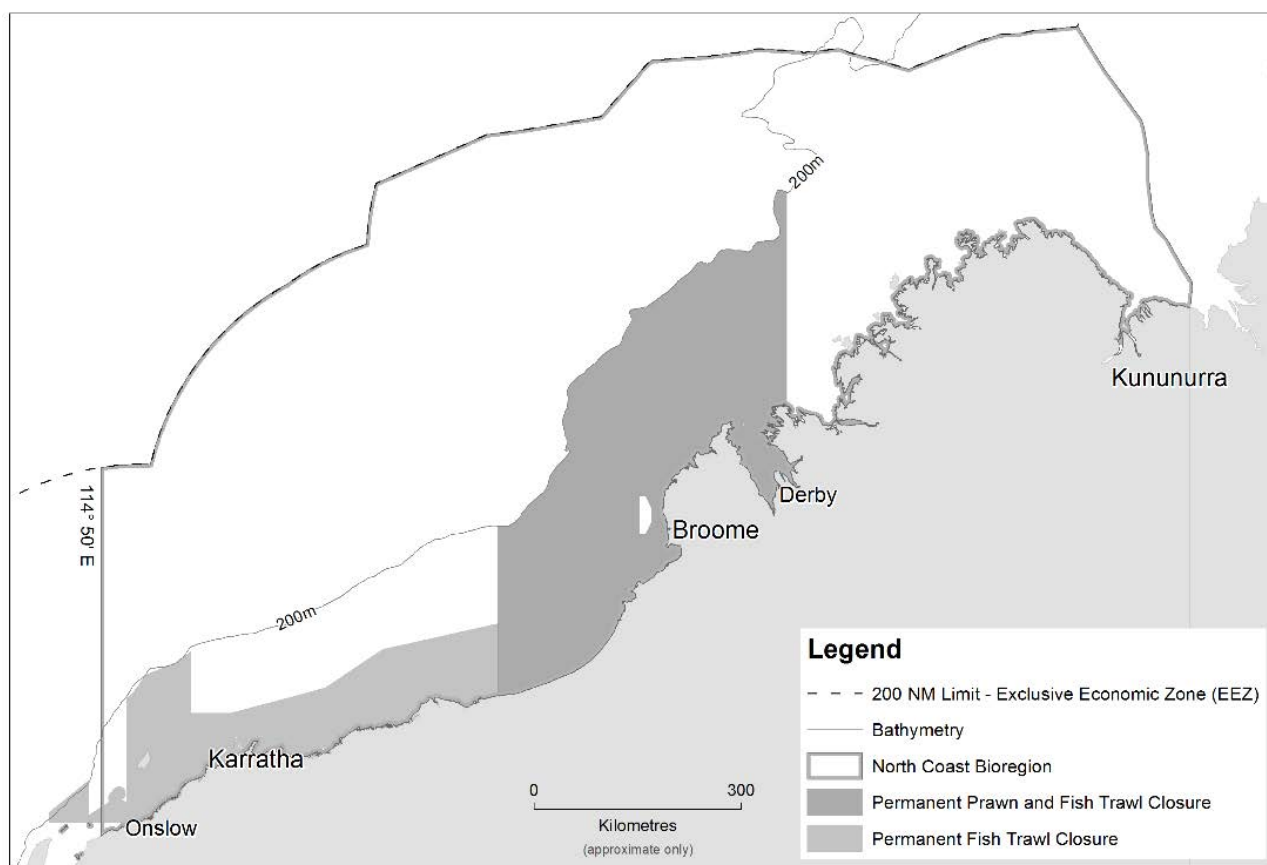 200m
Kununurra
Derby
Broome
114° 50' E
200m
Karratha
Onslow
0 300
Kilometres
(approximate only)
Legend
200 NM Limit - Exclusive Economic Zone (EEZ)
Bathymetry
North Coast Bioregion
Permanent Prawn and Fish Trawl Closure
Permanent Fish Trawl Closure